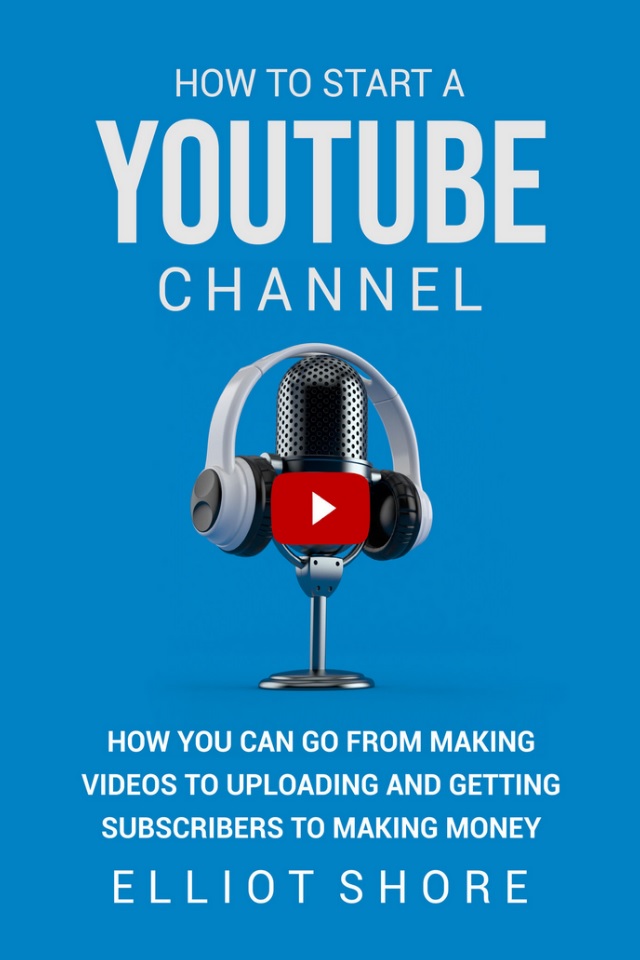 HOW TO START A
YOUTUBE
CHANNEL
HOW YOU CAN GO FROM MAKING
VIDEOS TO UPLOADING AND GETTING
SUBSCRIBERS TO MAKING MONEY
ELLIOT SHORE